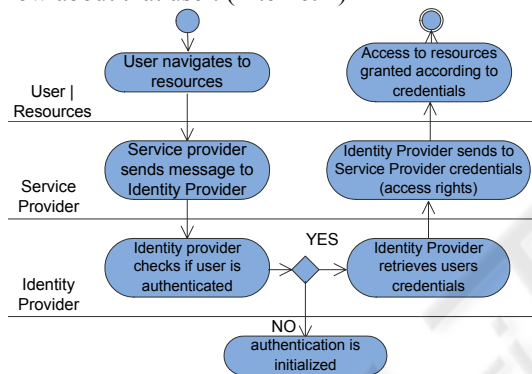 User navigates to
resources
Access to resources
granted according to
credentials
User |
Resources
Service provider
sends message to
Identity Provider
Identity Provider sends to
Service Provider credentials
(access rights)
Service
Provider
Identity provider
checks if user is
authenticated
YES
Identity Provider
retrieves users
credentials
Identity
Provider
NO
authentication is
initialized